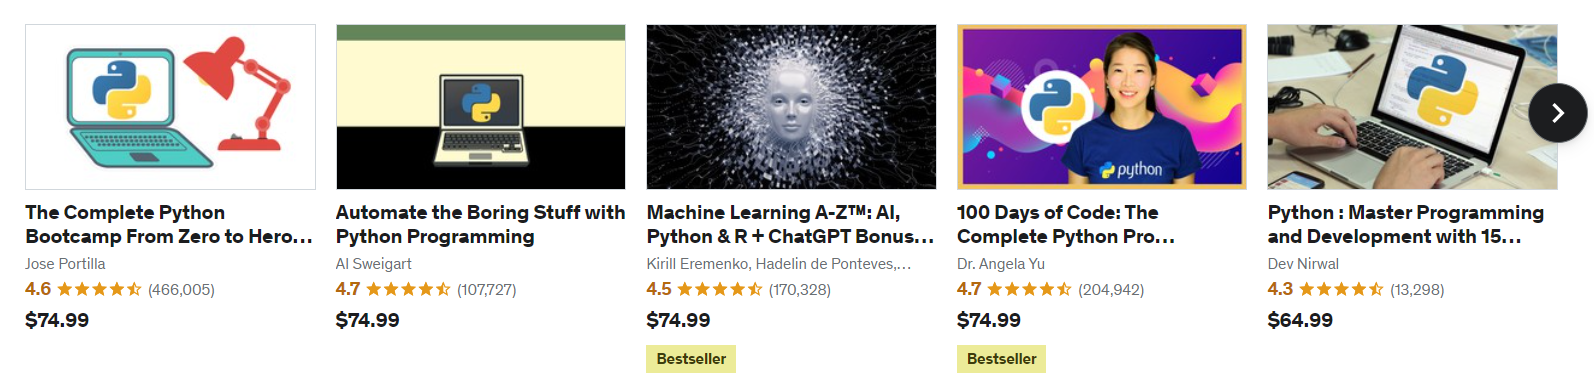 python
The Complete Python
Bootcamp From Zero to Hero...
Jose Portilla
4.6 (466,005)
$74.99
Automate the Boring Stuff with
Python Programming
Al Sweigart
4.7 (107,727)
$74.99
Machine Learning A-Z™: AI,
Python & R + ChatGPT Bonus...
Kirill Eremenko, Hadelin de Ponteves,...
4.5 (170,328)
$74.99
Bestseller
100 Days of Code: The
Complete Python Pro...
Dr. Angela Yu
4.7 (204,942)
$74.99
Bestseller
Python : Master Programming
and Development with 15...
Dev Nirwal
4.3 (13,298)
$64.99